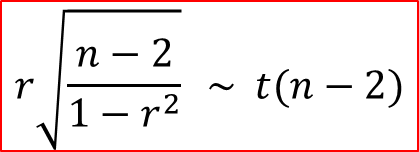 r√((n − 2)/(1 − r²)) ~ t(n − 2)